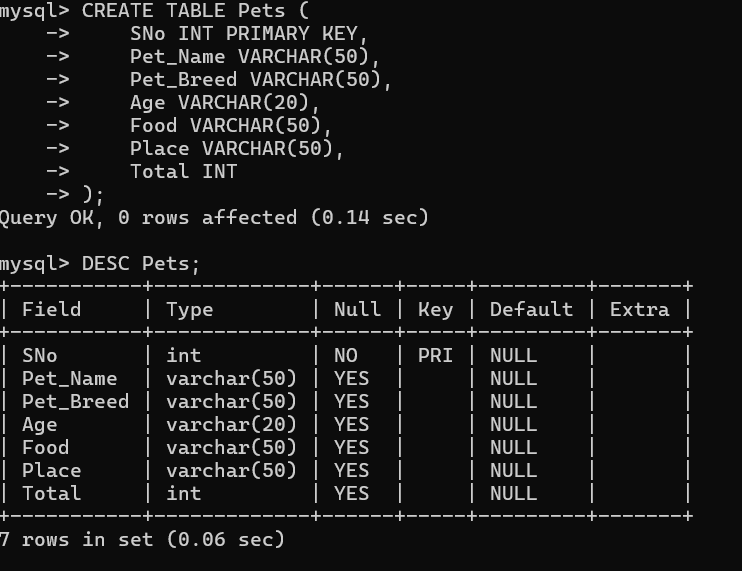 mysql> CREATE TABLE Pets (
    ->     SNo INT PRIMARY KEY,
    ->     Pet_Name VARCHAR(50),
    ->     Pet_Breed VARCHAR(50),
    ->     Age VARCHAR(20),
    ->     Food VARCHAR(50),
    ->     Place VARCHAR(50),
    ->     Total INT
    -> );
Query OK, 0 rows affected (0.14 sec)

mysql> DESC Pets;
+-----------+-------------+------+-----+---------+-------+
| Field     | Type        | Null | Key | Default | Extra |
+-----------+-------------+------+-----+---------+-------+
| SNo       | int         | NO   | PRI | NULL    |       |
| Pet_Name  | varchar(50) | YES  |     | NULL    |       |
| Pet_Breed | varchar(50) | YES  |     | NULL    |       |
| Age       | varchar(20) | YES  |     | NULL    |       |
| Food      | varchar(50) | YES  |     | NULL    |       |
| Place     | varchar(50) | YES  |     | NULL    |       |
| Total     | int         | YES  |     | NULL    |       |
+-----------+-------------+------+-----+---------+-------+
7 rows in set (0.06 sec)